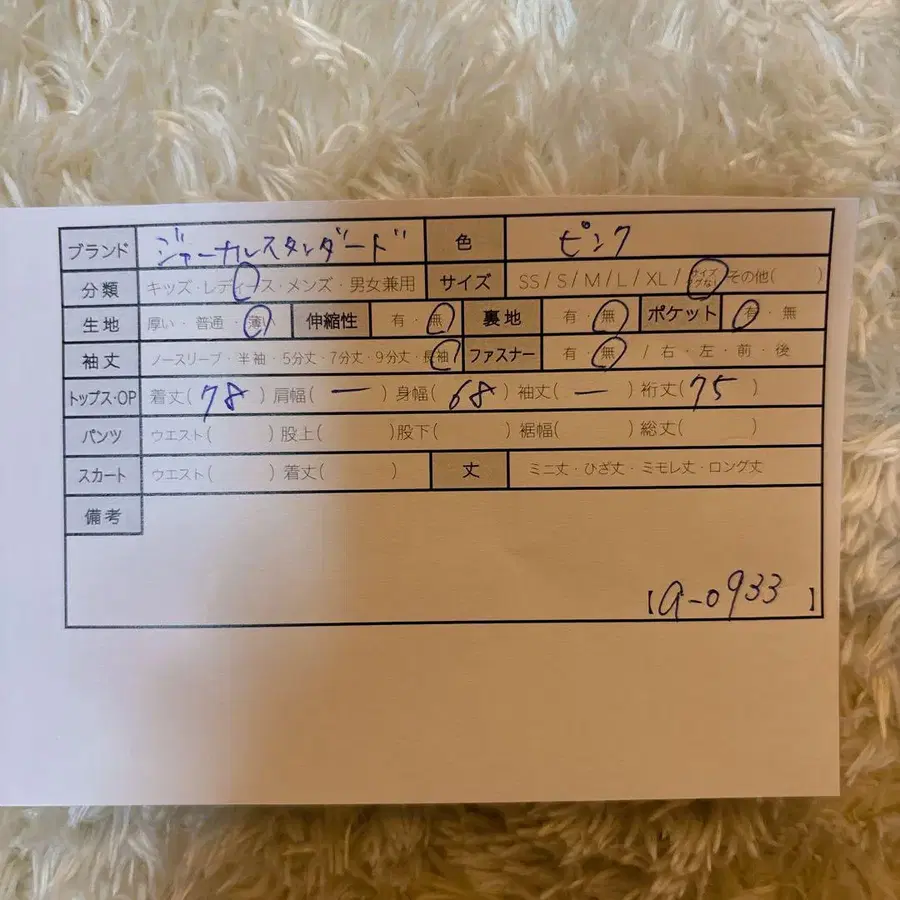 ブランド ジャーナルスタンダード 色 ピンク
分類 キッズ・レディース・メンズ・男女兼用 サイズ SS/S/M/L/XL/サイズタグなし その他( )
生地 厚い・普通・薄い 伸縮性 有・無 裏地 有・無 ポケット 有・無
袖丈 ノースリーブ・半袖・5分丈・7分丈・9分丈・長袖 ファスナー 有・無 / 右・左・前・後
トップス・OP 着丈( 78 ) 肩幅( ー ) 身幅( 68 ) 袖丈( ー ) 裄丈( 75 )
パンツ ウエスト( ) 股上( ) 股下( ) 裾幅( ) 総丈( )
スカート ウエスト( ) 着丈( ) 丈 ミニ丈・ひざ丈・ミモレ丈・ロング丈
備考
【a-0933 】